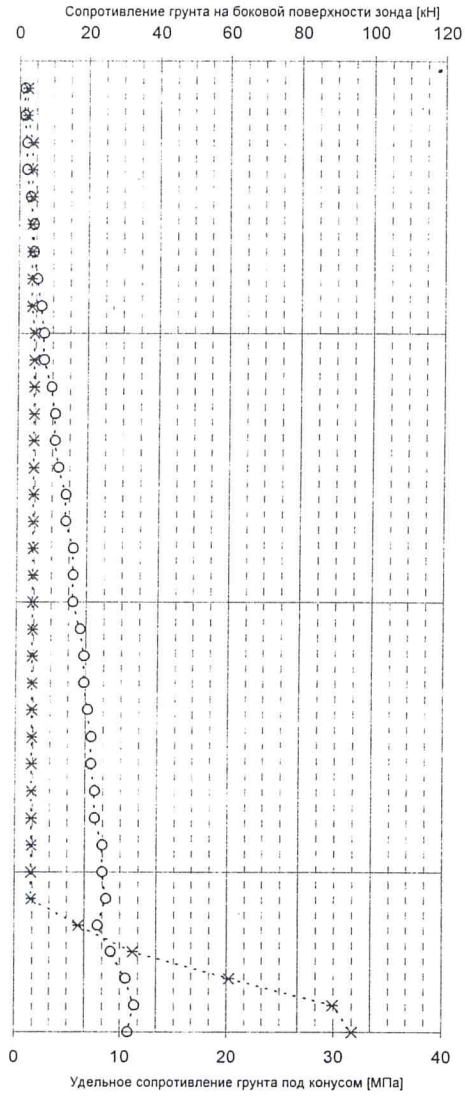 Сопротивление грунта на боковой поверхности зонда [кН]
0 20 40 60 80 100 120
0 10 20 30 40
Удельное сопротивление грунта под конусом [МПа]